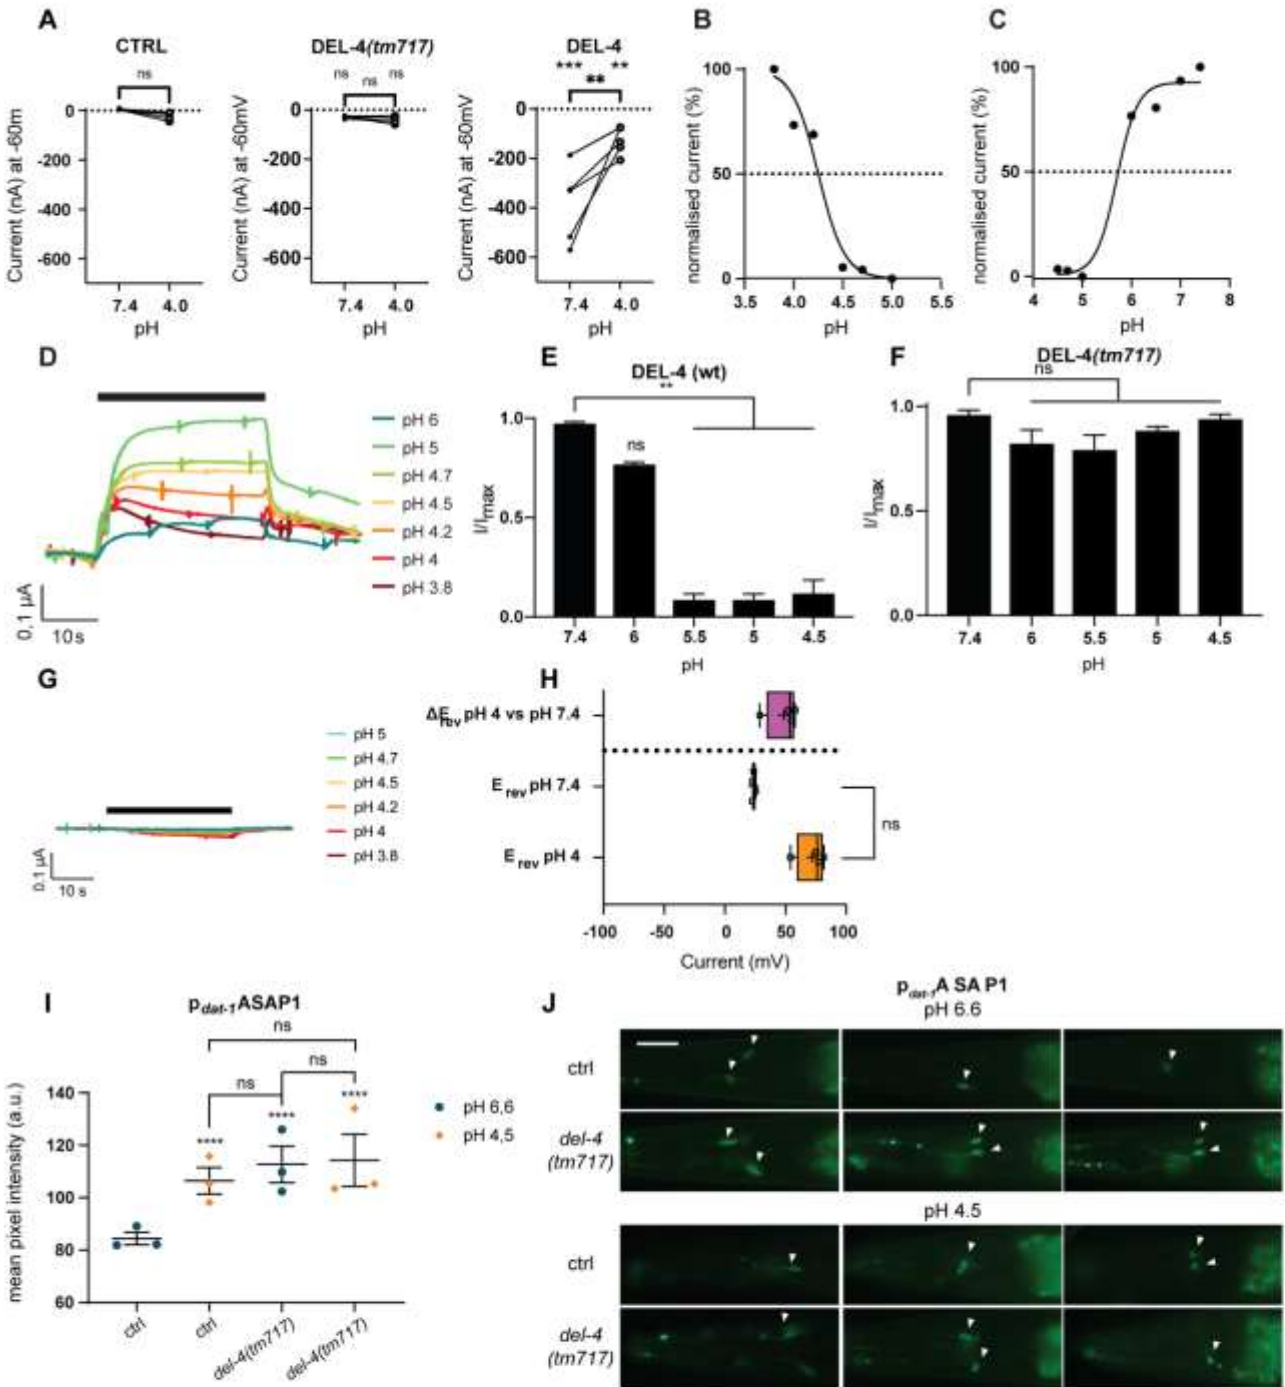 A
CTRL
ns
Current (nA) at -60m
0
-200
-400
-600
7.4 4.0
pH
DEL-4(tm717)
ns ns ns
Current (nA) at -60mV
0
-200
-400
-600
7.4 4.0
pH
DEL-4
*** ** **
Current (nA) at -60mV
0
-200
-400
-600
7.4 4.0
pH
B
normalised current (%)
100
50
0
3.5 4.0 4.5 5.0 5.5
pH
C
normalised current (%)
100
50
0
4 5 6 7 8
pH
D
pH 6
pH 5
pH 4.7
pH 4.5
pH 4.2
pH 4
pH 3.8
0,1 µA
10 s
E
DEL-4 (wt)
**
ns
I/Imax
1.0
0.5
0.0
7.4 6 5.5 5 4.5
pH
F
DEL-4(tm717)
ns
I/Imax
1.0
0.5
0.0
7.4 6 5.5 5 4.5
pH
G
pH 5
pH 4.7
pH 4.5
pH 4.2
pH 4
pH 3.8
0.1 µA
10 s
H
ΔErev pH 4 vs pH 7.4
E rev pH 7.4
E rev pH 4
ns
-100 -50 0 50 100
Current (mV)
I
pdat-1ASAP1
ns
ns
ns
**** **** ****
mean pixel intensity (a.u.)
140
120
100
80
60
ctrl ctrl del-4(tm717) del-4(tm717)
pH 6,6
pH 4,5
J
pdat-1A SA P1
pH 6.6
ctrl
del-4
(tm717)
pH 4.5
ctrl
del-4
(tm717)